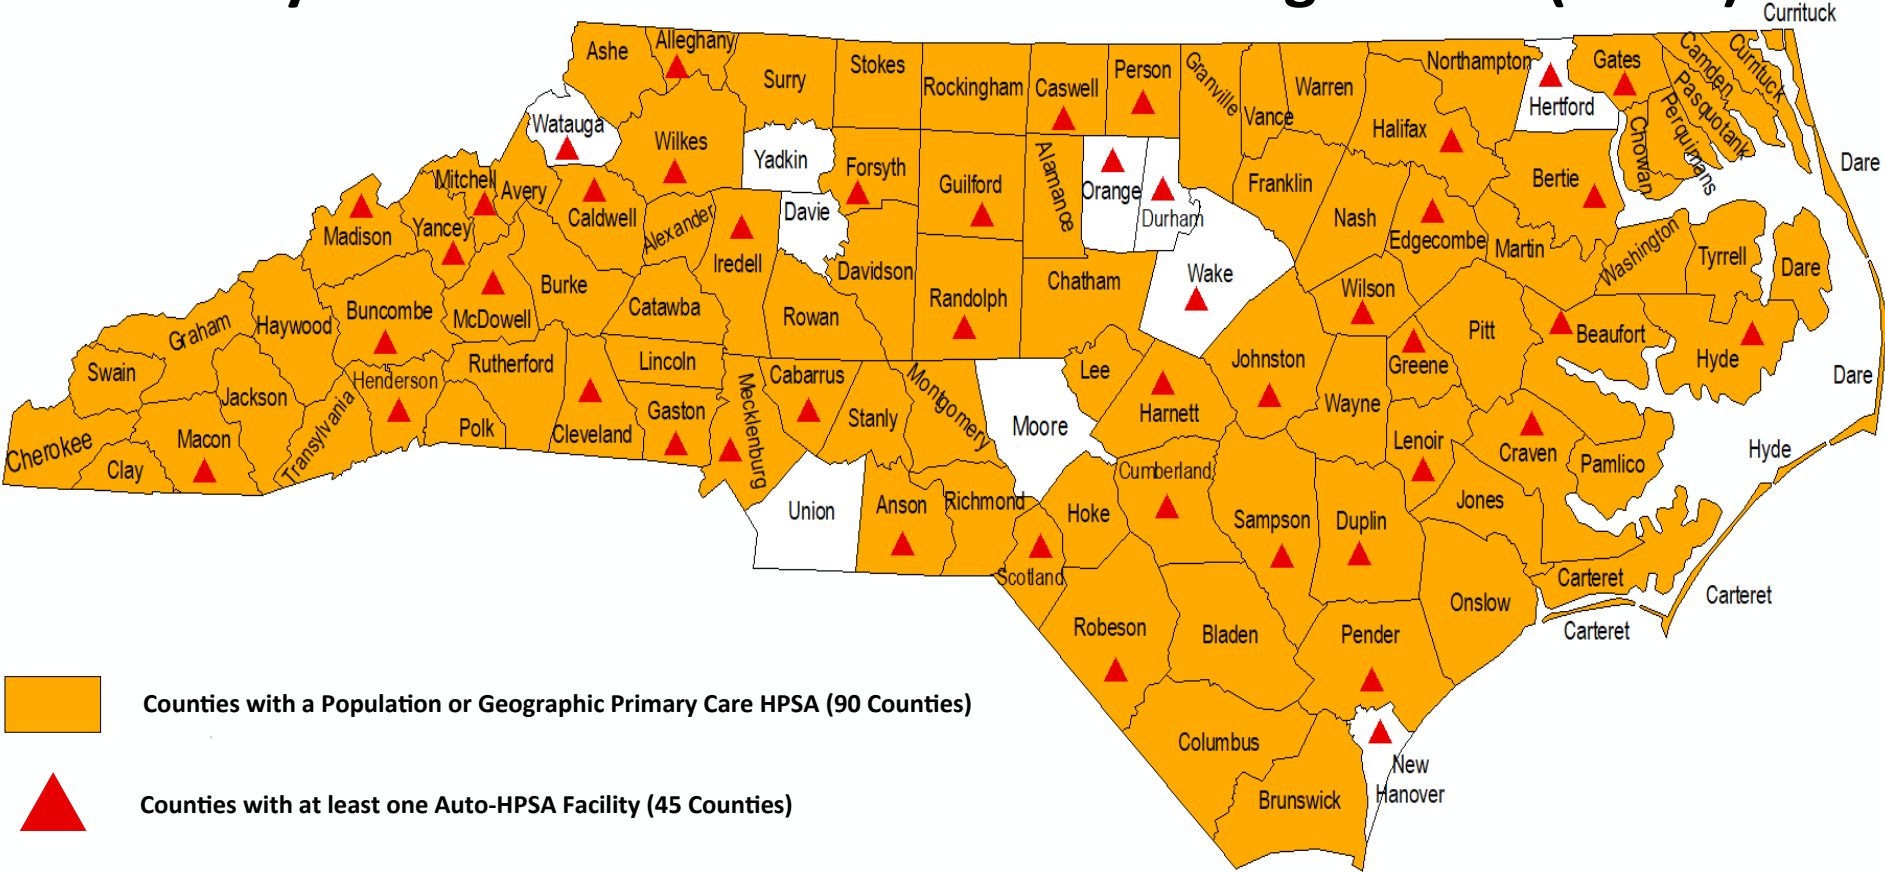 Currituck
Ashe
Alleghany
Surry
Stokes
Rockingham
Caswell
Person
Granville
Vance
Warren
Northampton
Hertford
Gates
Camden
Currituck
Pasquotank
Perquimans
Chowan
Halifax
Watauga
Wilkes
Yadkin
Forsyth
Guilford
Alamance
Orange
Durham
Franklin
Nash
Edgecombe
Bertie
Martin
Washington
Tyrrell
Dare
Dare
Mitchell
Avery
Caldwell
Alexander
Davie
Iredell
Madison
Yancey
Burke
McDowell
Catawba
Rowan
Davidson
Randolph
Chatham
Wake
Wilson
Pitt
Greene
Beaufort
Hyde
Dare
Graham
Haywood
Buncombe
Swain
Jackson
Henderson
Rutherford
Lincoln
Cabarrus
Mecklenburg
Gaston
Stanly
Montgomery
Moore
Lee
Harnett
Johnston
Wayne
Lenoir
Craven
Pamlico
Hyde
Cherokee
Clay
Macon
Transylvania
Polk
Cleveland
Union
Anson
Richmond
Scotland
Hoke
Cumberland
Sampson
Duplin
Jones
Onslow
Carteret
Carteret
Carteret
Robeson
Bladen
Pender
Columbus
Brunswick
New
Hanover
Counties with a Population or Geographic Primary Care HPSA (90 Counties)
Counties with at least one Auto-HPSA Facility (45 Counties)